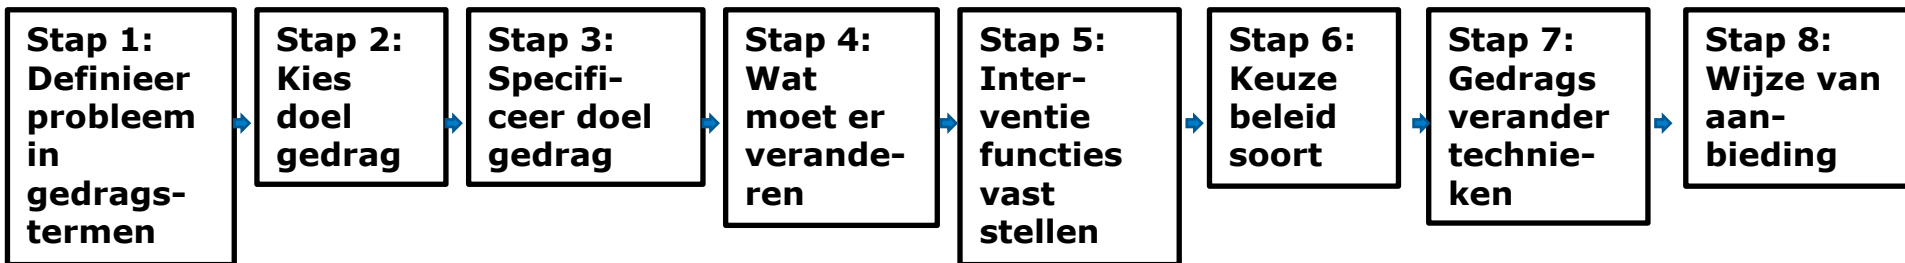 Stap 1:
Definieer
probleem
in
gedrags-
termen
Stap 2:
Kies
doel
gedrag
Stap 3:
Specifi-
ceer doel
gedrag
Stap 4:
Wat
moet er
verande-
ren
Stap 5:
Inter-
ventie
functies
vast
stellen
Stap 6:
Keuze
beleid
soort
Stap 7:
Gedrags
verander
technie-
ken
Stap 8:
Wijze van
aan-
bieding